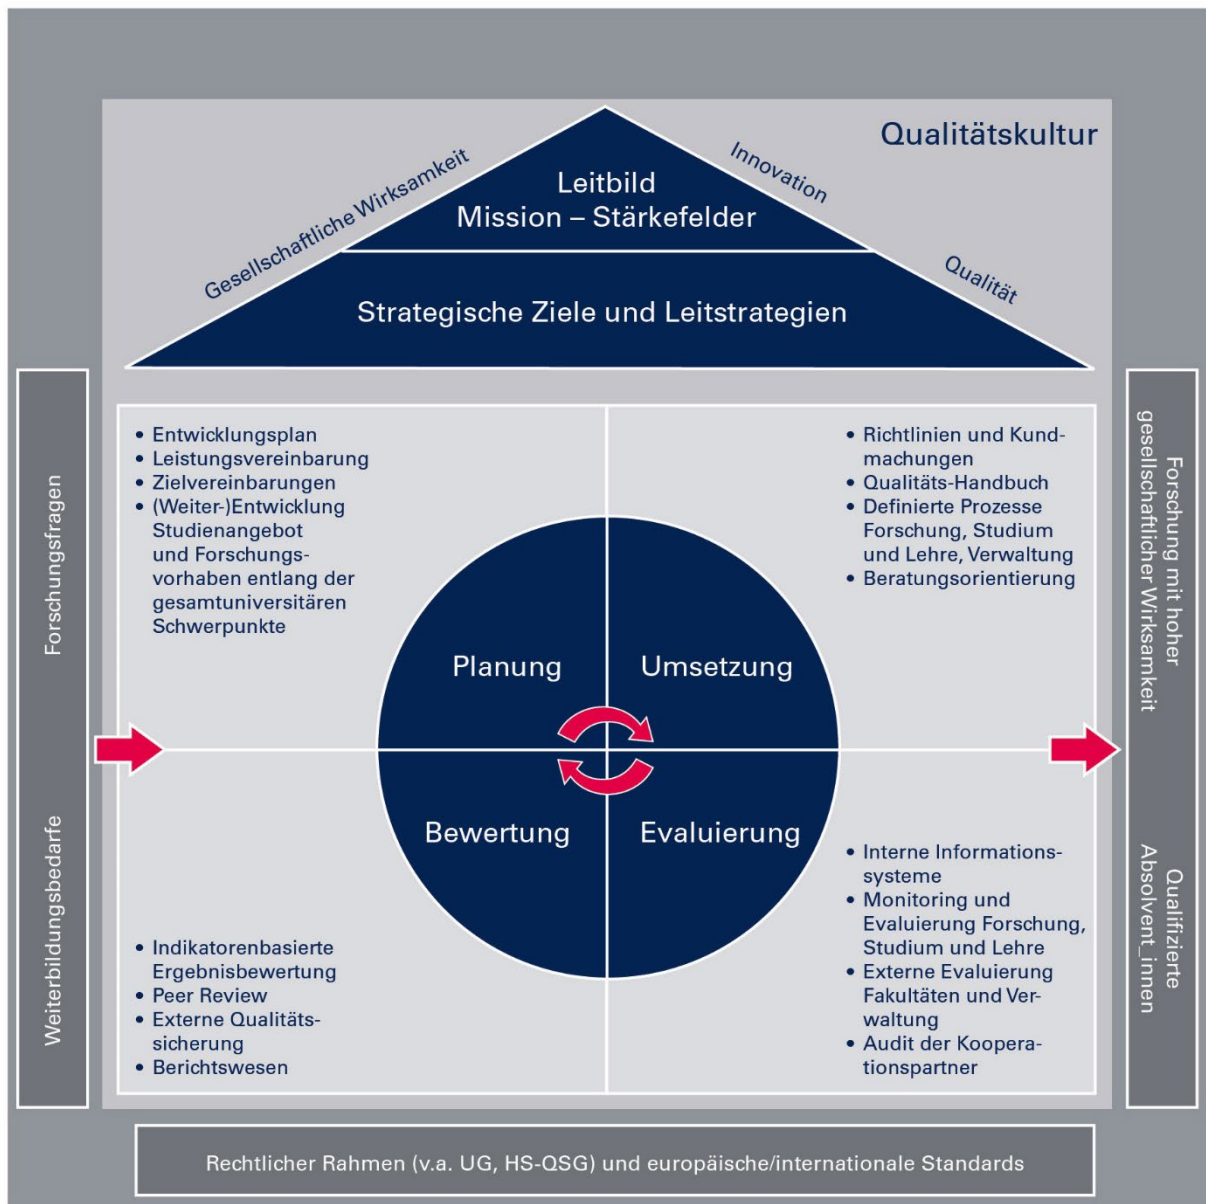 Qualitätskultur
Gesellschaftliche Wirksamkeit
Innovation
Qualität
Leitbild
Mission – Stärkefelder
Strategische Ziele und Leitstrategien
Forschungsfragen
Weiterbildungsbedarfe
• Entwicklungsplan
• Leistungsvereinbarung
• Zielvereinbarungen
• (Weiter-)Entwicklung
Studienangebot
und Forschungs-
vorhaben entlang der
gesamtuniversitären
Schwerpunkte
• Richtlinien und Kund-
machungen
• Qualitäts-Handbuch
• Definierte Prozesse
Forschung, Studium
und Lehre, Verwaltung
• Beratungsorientierung
Planung
Umsetzung
Bewertung
Evaluierung
• Indikatorenbasierte
Ergebnisbewertung
• Peer Review
• Externe Qualitäts-
sicherung
• Berichtswesen
• Interne Informations-
systeme
• Monitoring und
Evaluierung Forschung,
Studium und Lehre
• Externe Evaluierung
Fakultäten und Ver-
waltung
• Audit der Koopera-
tionspartner
Forschung mit hoher
gesellschaftlicher Wirksamkeit
Qualifizierte
Absolvent_innen
Rechtlicher Rahmen (v.a. UG, HS-QSG) und europäische/internationale Standards